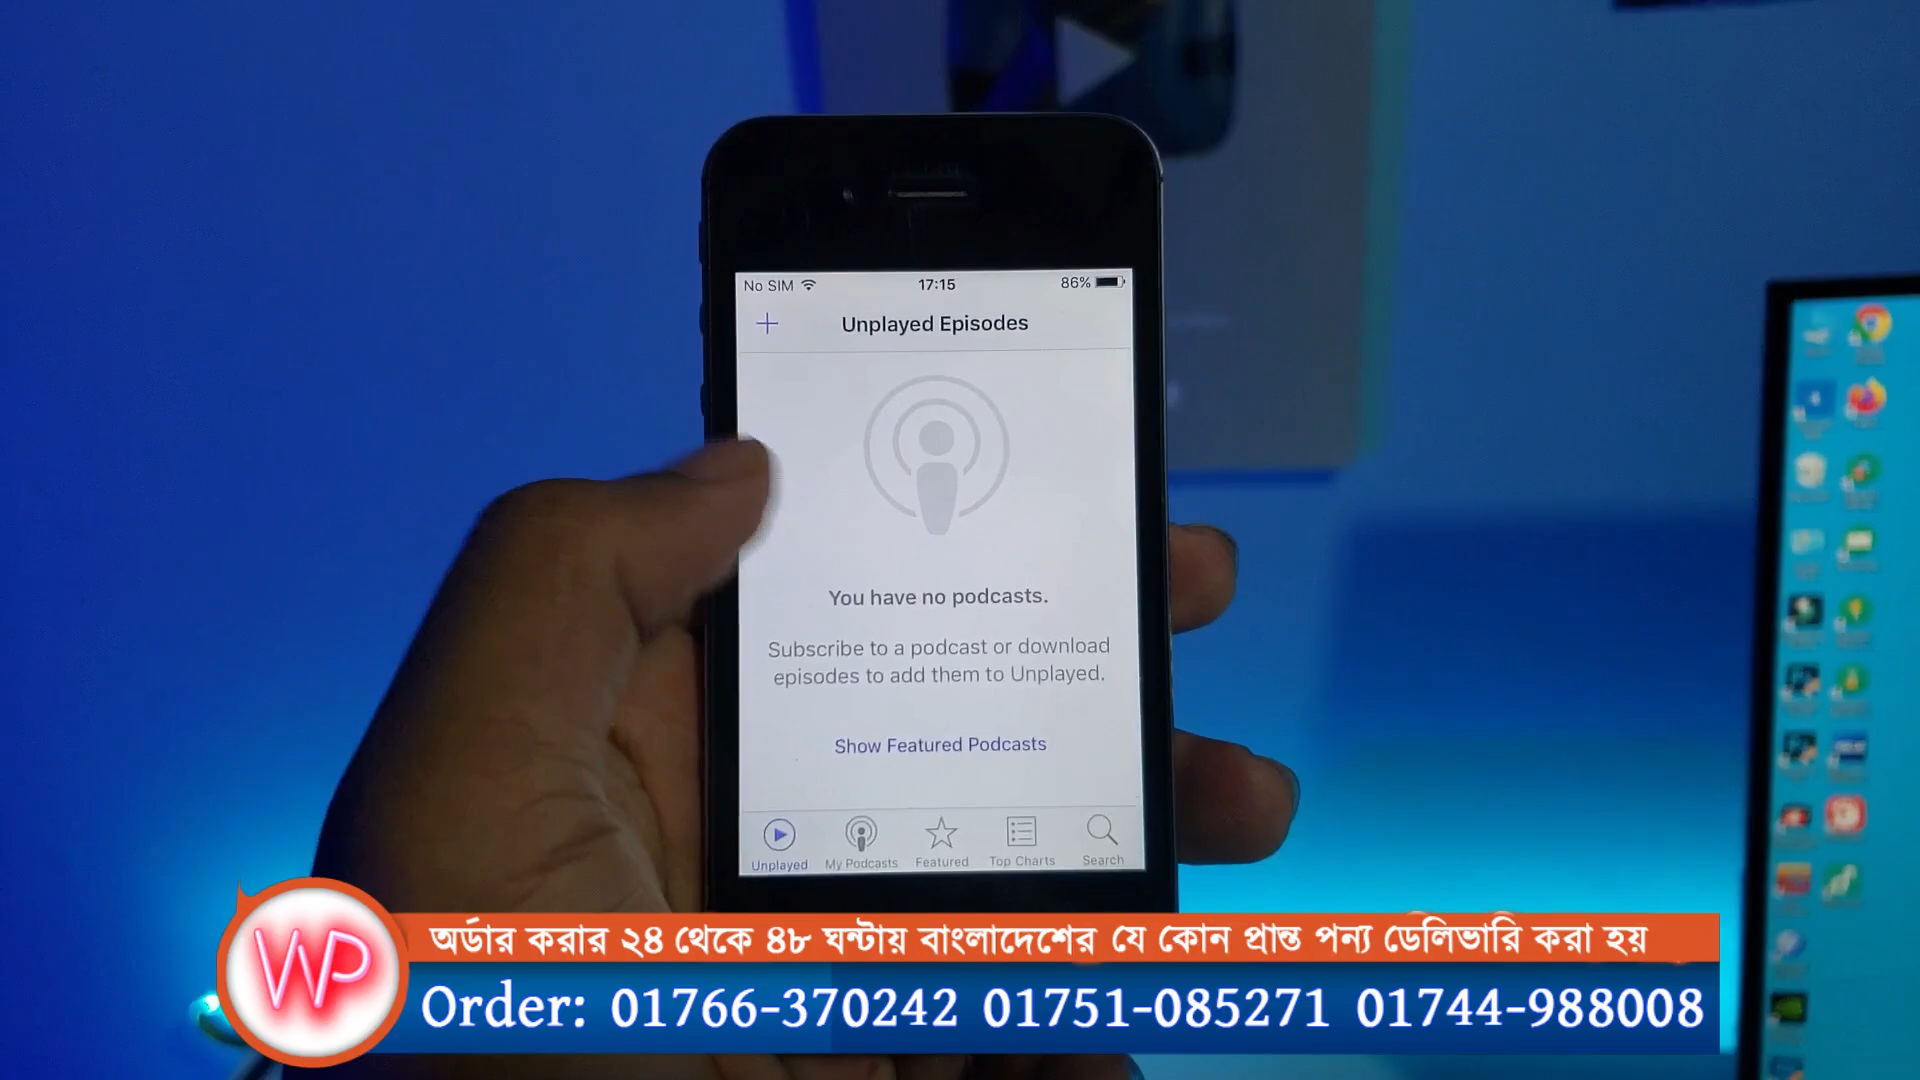 No SIM 17:15 86%
Unplayed Episodes
You have no podcasts.
Subscribe to a podcast or download
episodes to add them to Unplayed.
Show Featured Podcasts
Unplayed My Podcasts Featured Top Charts Search
WP
অর্ডার করার ২৪ থেকে ৪৮ ঘন্টায় বাংলাদেশের যে কোন প্রান্ত পন্য ডেলিভারি করা হয়
Order: 01766-370242 01751-085271 01744-988008